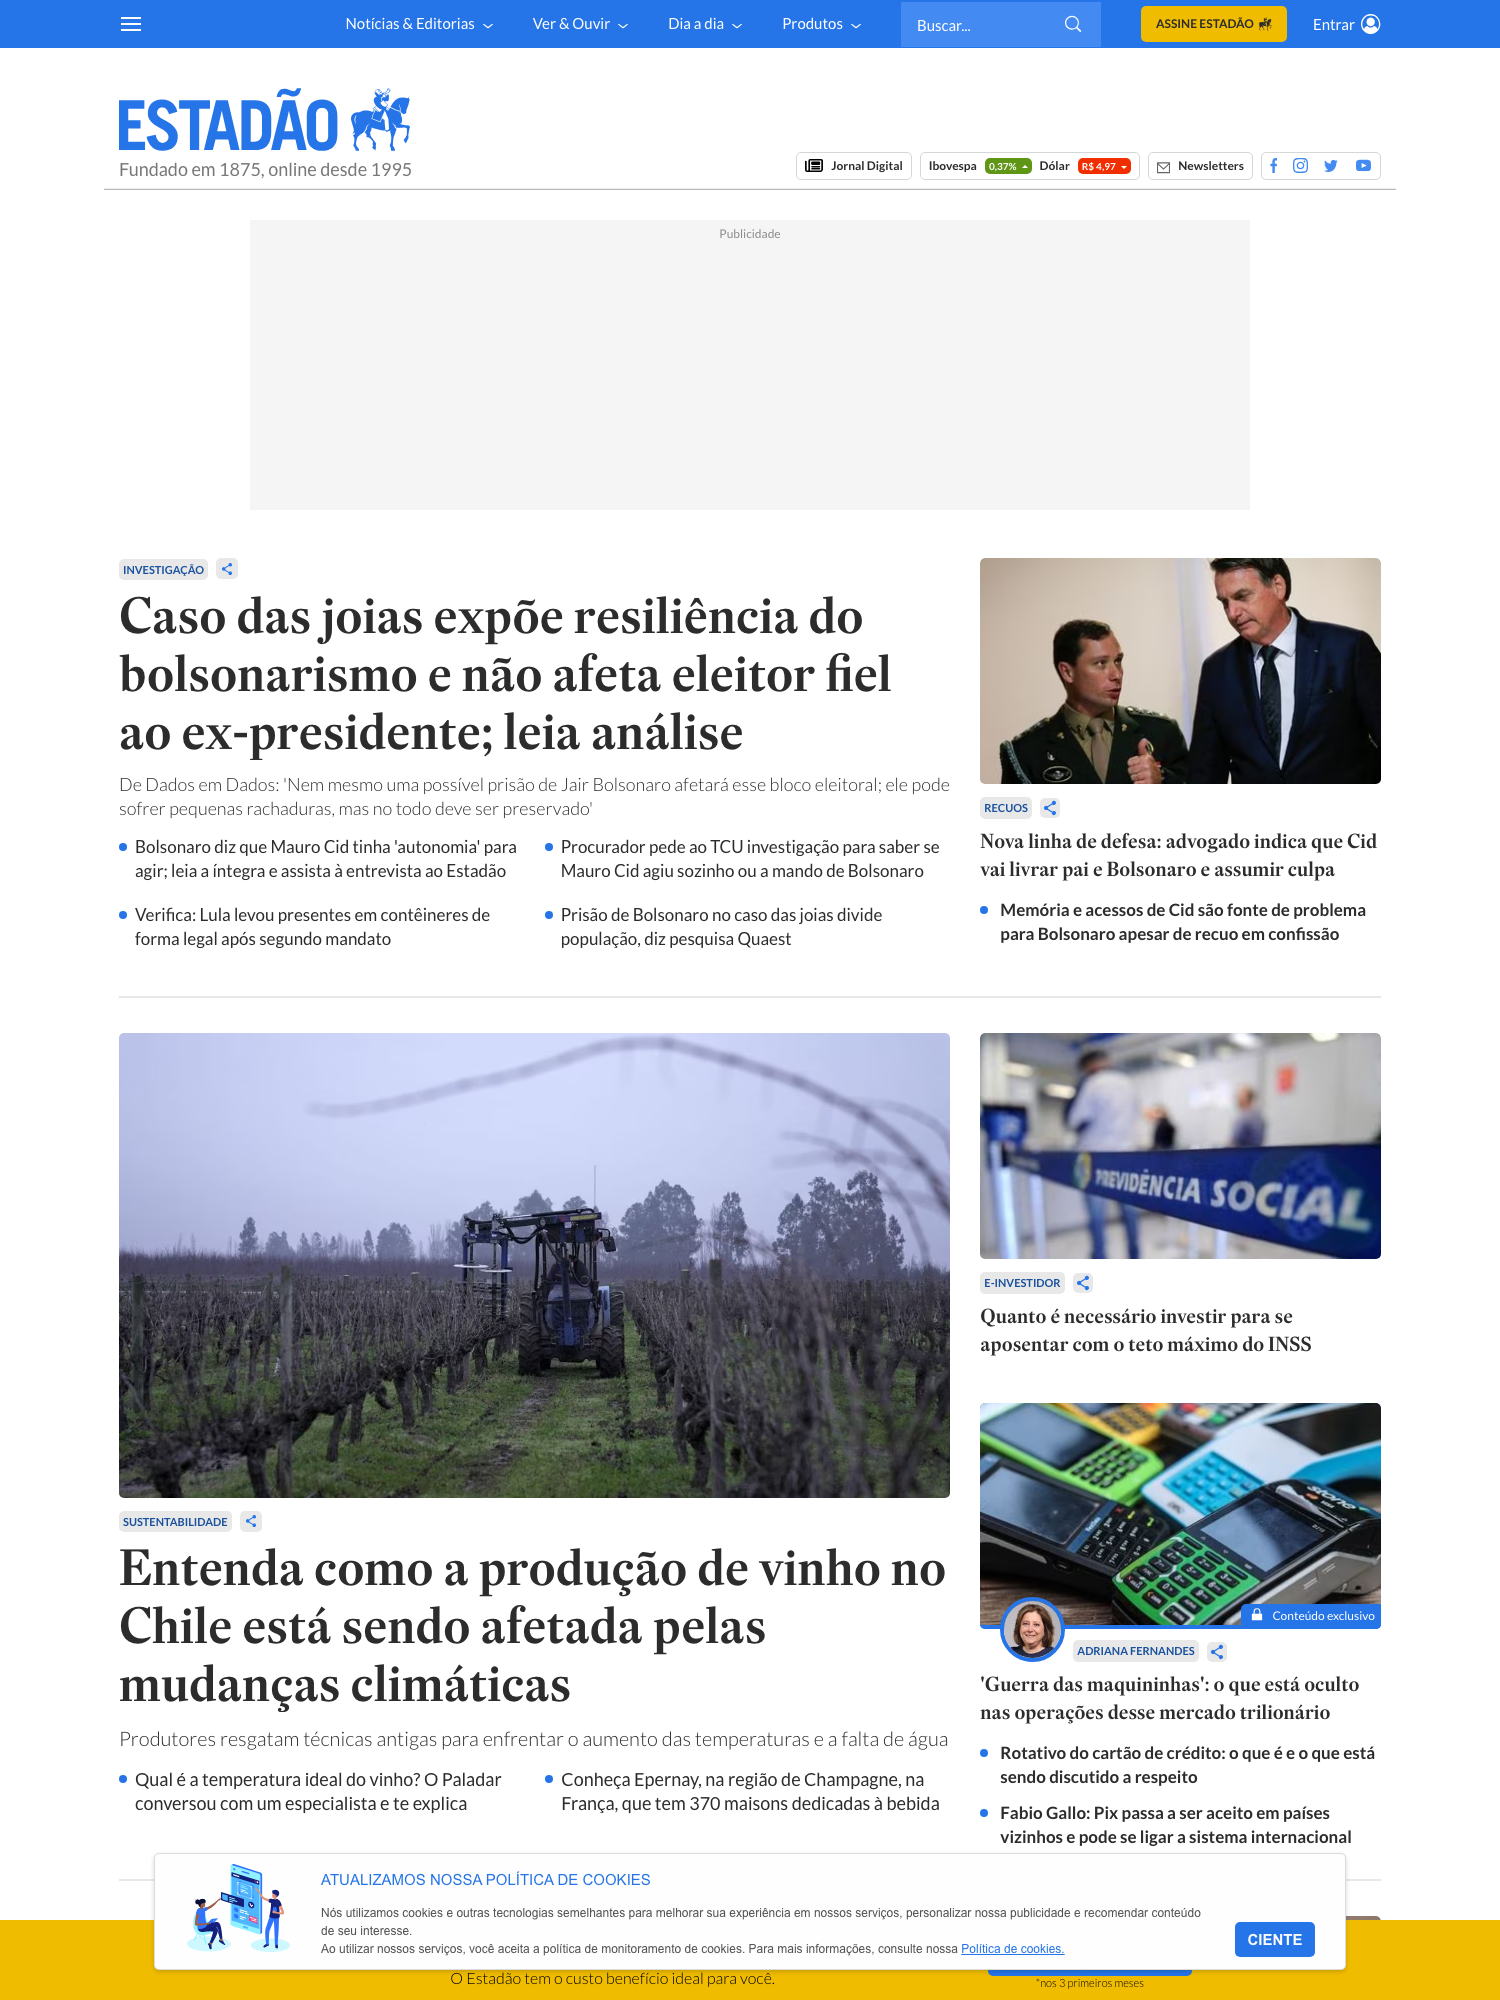 Notícias & Editorias
Ver & Ouvir
Dia a dia
Produtos
Buscar...
ASSINE ESTADÃO
Entrar
ESTADÃO
Fundado em 1875, online desde 1995
Jornal Digital
Ibovespa 0,37% Dólar R$ 4,97
Newsletters
Publicidade
INVESTIGAÇÃO
Caso das joias expõe resiliência do
bolsonarismo e não afeta eleitor fiel
ao ex-presidente; leia análise
De Dados em Dados: 'Nem mesmo uma possível prisão de Jair Bolsonaro afetará esse bloco eleitoral; ele pode
sofrer pequenas rachaduras, mas no todo deve ser preservado'
Bolsonaro diz que Mauro Cid tinha 'autonomia' para
agir; leia a íntegra e assista à entrevista ao Estadão
Verifica: Lula levou presentes em contêineres de
forma legal após segundo mandato
Procurador pede ao TCU investigação para saber se
Mauro Cid agiu sozinho ou a mando de Bolsonaro
Prisão de Bolsonaro no caso das joias divide
população, diz pesquisa Quaest
RECUOS
Nova linha de defesa: advogado indica que Cid
vai livrar pai e Bolsonaro e assumir culpa
Memória e acessos de Cid são fonte de problema
para Bolsonaro apesar de recuo em confissão
SUSTENTABILIDADE
Entenda como a produção de vinho no
Chile está sendo afetada pelas
mudanças climáticas
Produtores resgatam técnicas antigas para enfrentar o aumento das temperaturas e a falta de água
Qual é a temperatura ideal do vinho? O Paladar
conversou com um especialista e te explica
Conheça Epernay, na região de Champagne, na
França, que tem 370 maisons dedicadas à bebida
PREVIDÊNCIA SOCIAL
E-INVESTIDOR
Quanto é necessário investir para se
aposentar com o teto máximo do INSS
stone
Conteúdo exclusivo
ADRIANA FERNANDES
'Guerra das maquininhas': o que está oculto
nas operações desse mercado trilionário
Rotativo do cartão de crédito: o que é e o que está
sendo discutido a respeito
Fabio Gallo: Pix passa a ser aceito em países
vizinhos e pode se ligar a sistema internacional
ATUALIZAMOS NOSSA POLÍTICA DE COOKIES
Nós utilizamos cookies e outras tecnologias semelhantes para melhorar sua experiência em nossos serviços, personalizar nossa publicidade e recomendar conteúdo
de seu interesse.
Ao utilizar nossos serviços, você aceita a política de monitoramento de cookies. Para mais informações, consulte nossa Política de cookies.
CIENTE
O Estadão tem o custo benefício ideal para você.
*nos 3 primeiros meses